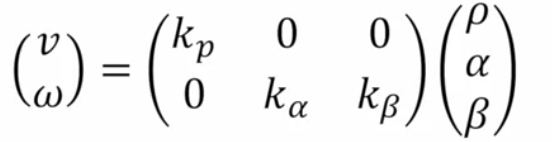 (v ω) = (k_p 0 0
0 k_α k_β) (ρ α β)